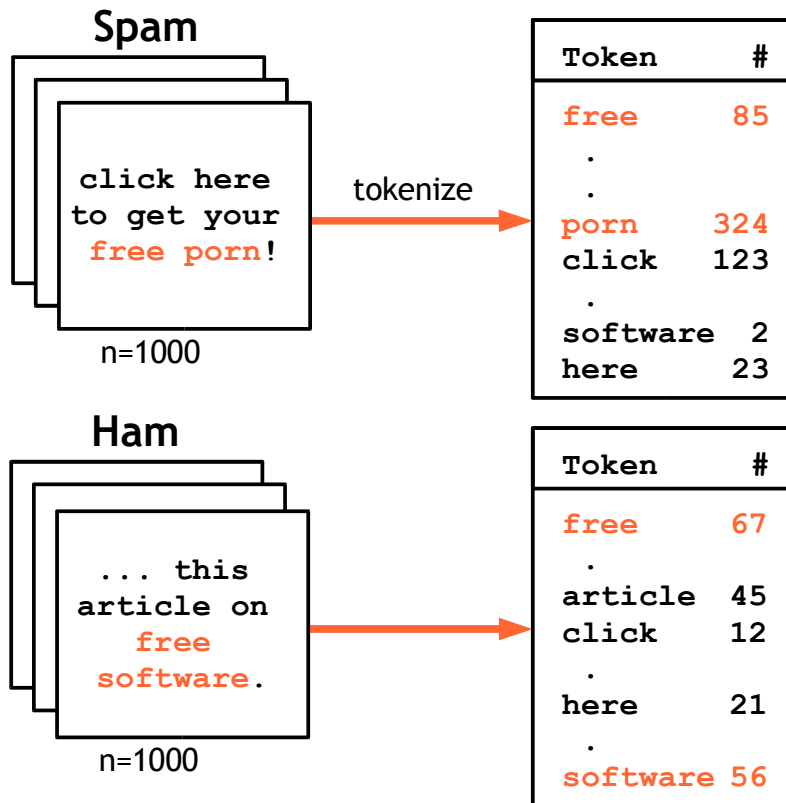 Spam
click here
to get your
free porn!
n=1000
tokenize
Token #
free 85
.
.
porn 324
click 123
.
software 2
here 23
Ham
... this
article on
free
software.
n=1000
Token #
free 67
.
article 45
click 12
.
here 21
.
software 56